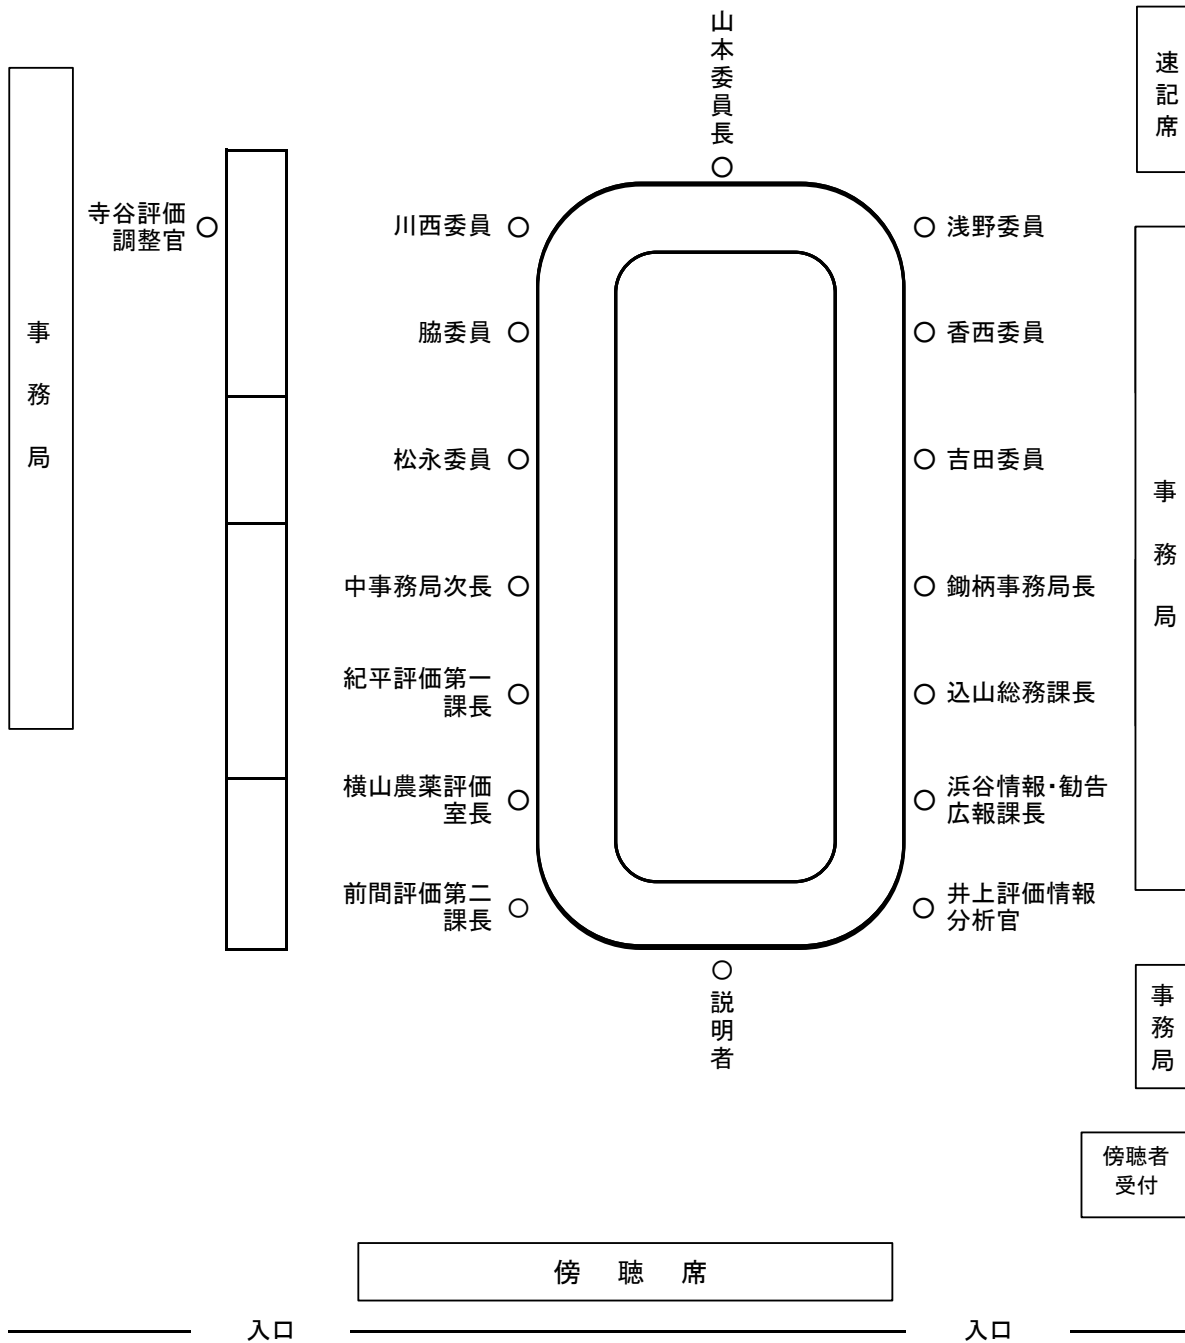 山本委員長
速記席
寺谷評価
調整官
川西委員
浅野委員
脇委員
香西委員
事務局
松永委員
吉田委員
事務局
中事務局次長
鋤柄事務局長
紀平評価第一
課長
込山総務課長
横山農薬評価
室長
浜谷情報・勧告
広報課長
前間評価第二
課長
井上評価情報
分析官
説明者
事務局
傍聴者
受付
傍聴席
入口
入口